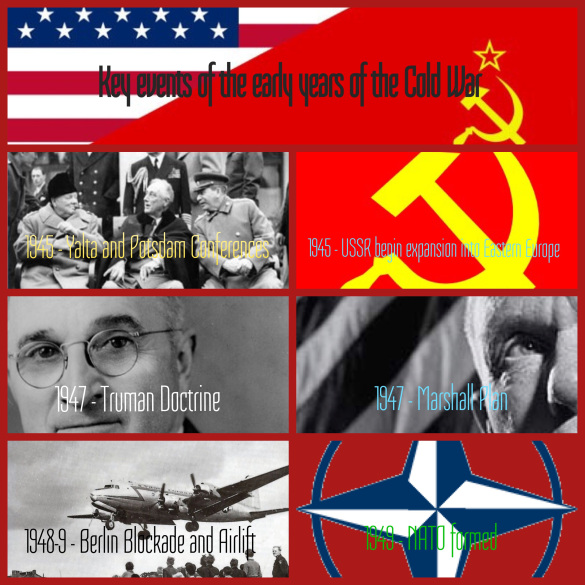 Key events of the early years of the Cold War
1945 - Yalta and Potsdam Conferences
1945 - USSR begin expansion into Eastern Europe
1947 - Truman Doctrine
1947 - Marshall Plan
1948-9 - Berlin Blockade and Airlift
1949 - NATO formed